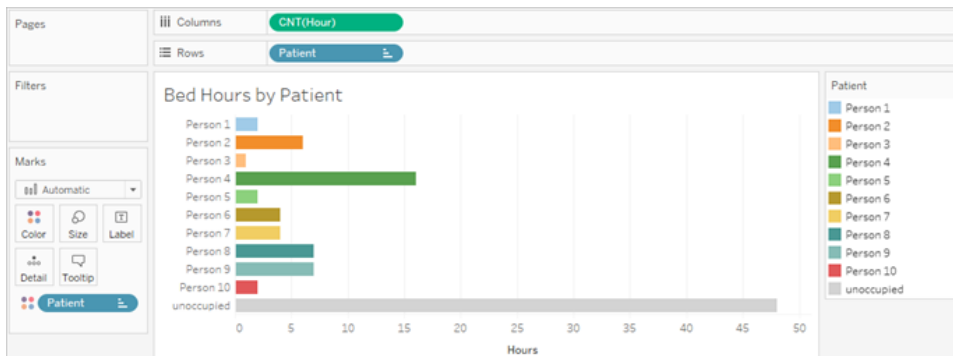 Pages
Columns
CNT(Hour)
Rows
Patient
Filters
Marks
Automatic
Color
Size
Label
Detail
Tooltip
Patient
Bed Hours by Patient
Person 1
Person 2
Person 3
Person 4
Person 5
Person 6
Person 7
Person 8
Person 9
Person 10
unoccupied
0 5 10 15 20 25 30 35 40 45 50
Hours
Patient
Person 1
Person 2
Person 3
Person 4
Person 5
Person 6
Person 7
Person 8
Person 9
Person 10
unoccupied